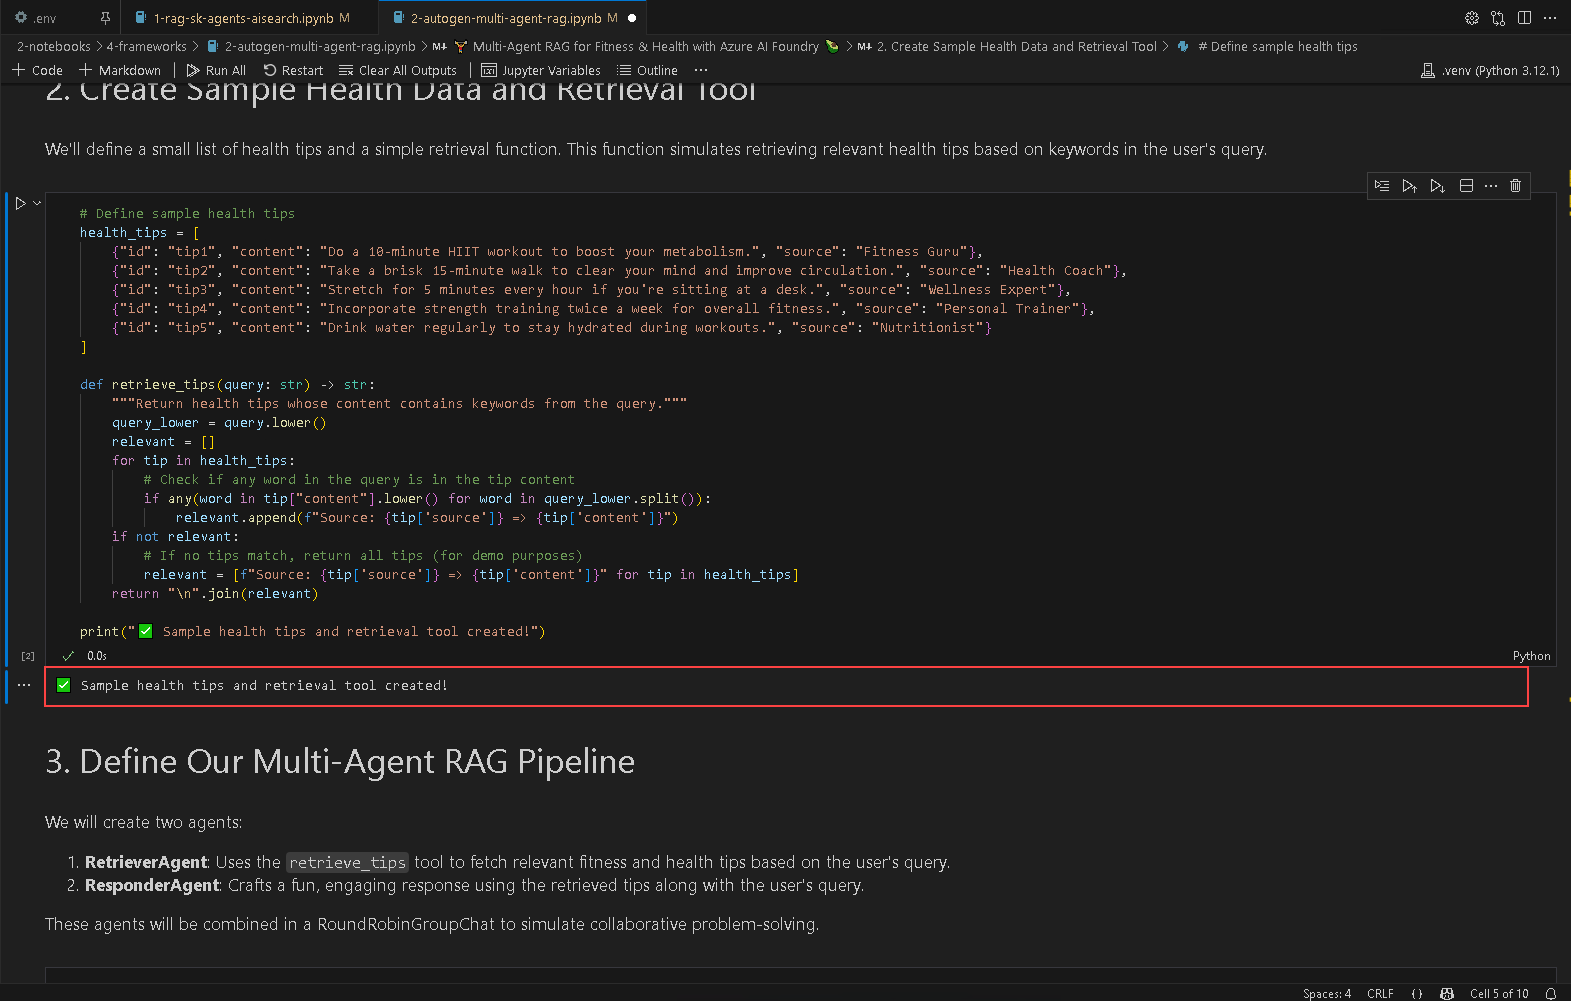 .env
1-rag-sk-agents-aisearch.ipynb M
2-autogen-multi-agent-rag.ipynb M
2-notebooks > 4-frameworks > 2-autogen-multi-agent-rag.ipynb > M↓ Multi-Agent RAG for Fitness & Health with Azure AI Foundry > M↓ 2. Create Sample Health Data and Retrieval Tool > # Define sample health tips
+ Code + Markdown Run All Restart Clear All Outputs Jupyter Variables Outline ... .venv (Python 3.12.1)
2. Create Sample Health Data and Retrieval Tool
We'll define a small list of health tips and a simple retrieval function. This function simulates retrieving relevant health tips based on keywords in the user's query.
# Define sample health tips
health_tips = [
    {"id": "tip1", "content": "Do a 10-minute HIIT workout to boost your metabolism.", "source": "Fitness Guru"},
    {"id": "tip2", "content": "Take a brisk 15-minute walk to clear your mind and improve circulation.", "source": "Health Coach"},
    {"id": "tip3", "content": "Stretch for 5 minutes every hour if you're sitting at a desk.", "source": "Wellness Expert"},
    {"id": "tip4", "content": "Incorporate strength training twice a week for overall fitness.", "source": "Personal Trainer"},
    {"id": "tip5", "content": "Drink water regularly to stay hydrated during workouts.", "source": "Nutritionist"}
]
def retrieve_tips(query: str) -> str:
    """Return health tips whose content contains keywords from the query."""
    query_lower = query.lower()
    relevant = []
    for tip in health_tips:
        # Check if any word in the query is in the tip content
        if any(word in tip["content"].lower() for word in query_lower.split()):
            relevant.append(f"Source: {tip['source']} => {tip['content']}")
    if not relevant:
        # If no tips match, return all tips (for demo purposes)
        relevant = [f"Source: {tip['source']} => {tip['content']}" for tip in health_tips]
    return "\n".join(relevant)
print("✅ Sample health tips and retrieval tool created!")
[2] ✓ 0.0s Python
✅ Sample health tips and retrieval tool created!
3. Define Our Multi-Agent RAG Pipeline
We will create two agents:
1. RetrieverAgent: Uses the retrieve_tips tool to fetch relevant fitness and health tips based on the user's query.
2. ResponderAgent: Crafts a fun, engaging response using the retrieved tips along with the user's query.
These agents will be combined in a RoundRobinGroupChat to simulate collaborative problem-solving.
Spaces: 4 CRLF {} Cell 5 of 10